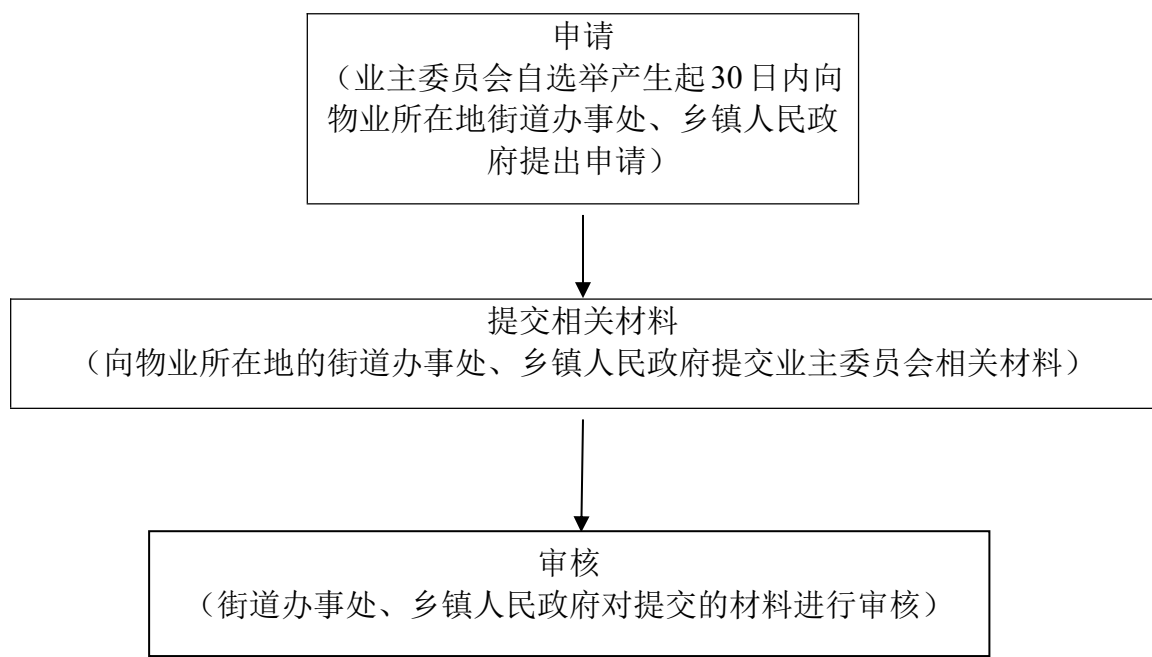 申请
（业主委员会自选举产生起30日内向
物业所在地街道办事处、乡镇人民政
府提出申请）
提交相关材料
（向物业所在地的街道办事处、乡镇人民政府提交业主委员会相关材料）
审核
（街道办事处、乡镇人民政府对提交的材料进行审核）